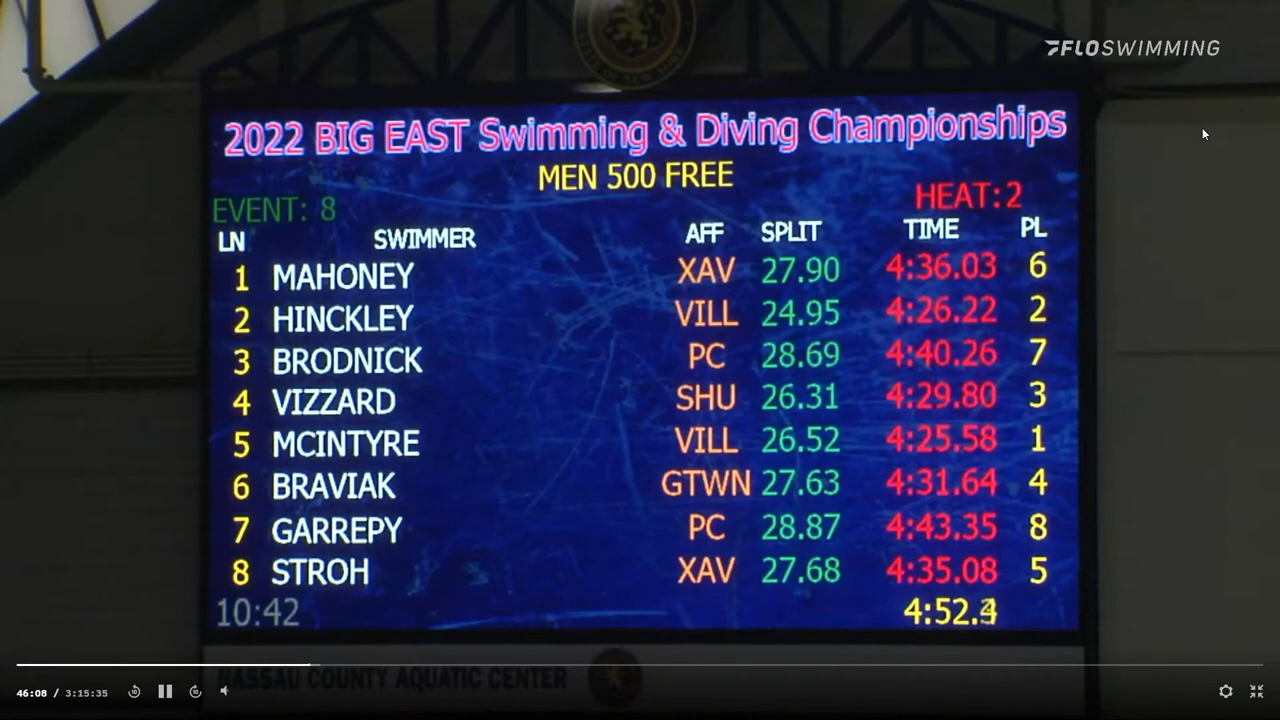 FLOSWIMMING
2022 BIG EAST Swimming & Diving Championships
MEN 500 FREE
EVENT: 8 HEAT:2
LN SWIMMER AFF SPLIT TIME PL
1 MAHONEY XAV 27.90 4:36.03 6
2 HINCKLEY VILL 24.95 4:26.22 2
3 BRODNICK PC 28.69 4:40.26 7
4 VIZZARD SHU 26.31 4:29.80 3
5 MCINTYRE VILL 26.52 4:25.58 1
6 BRAVIAK GTWN 27.63 4:31.64 4
7 GARREPY PC 28.87 4:43.35 8
8 STROH XAV 27.68 4:35.08 5
10:42
NASSAU COUNTY AQUATIC CENTER
46:08 / 3:15:35